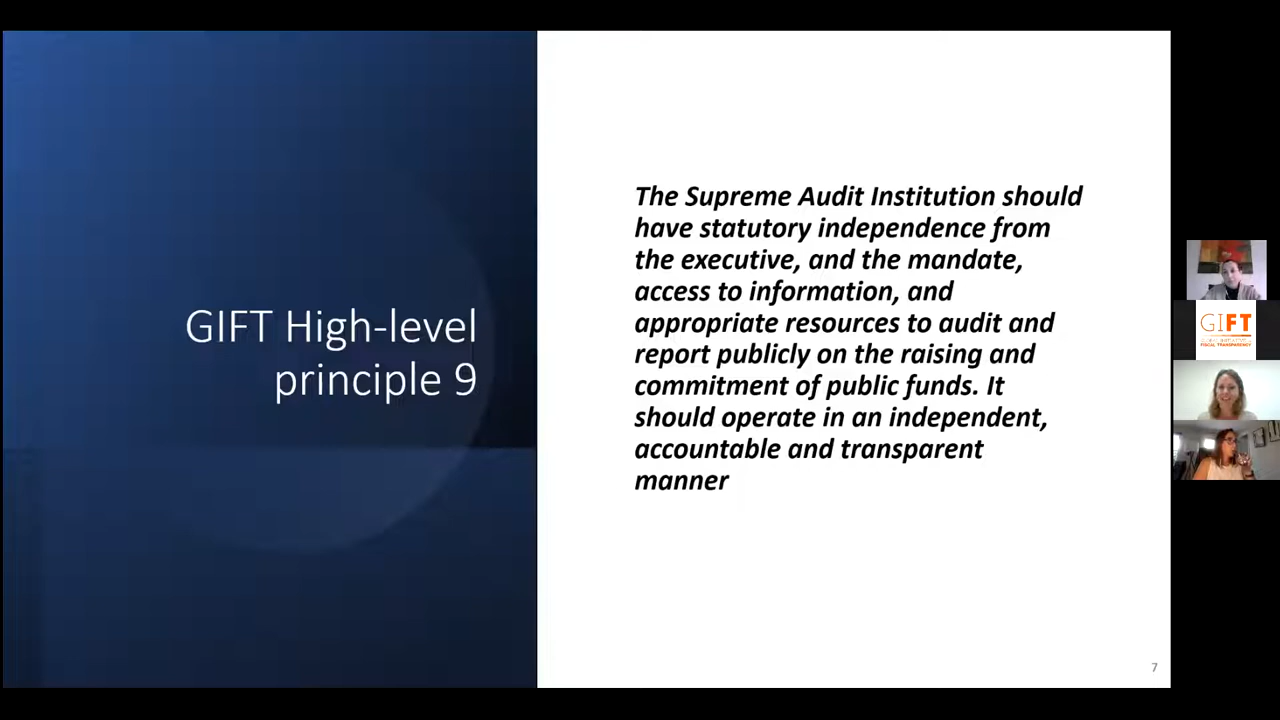 GIFT High-level
principle 9
The Supreme Audit Institution should
have statutory independence from
the executive, and the mandate,
access to information, and
appropriate resources to audit and
report publicly on the raising and
commitment of public funds. It
should operate in an independent,
accountable and transparent
manner
7
GIFT
FISCAL TRANSPARENCY